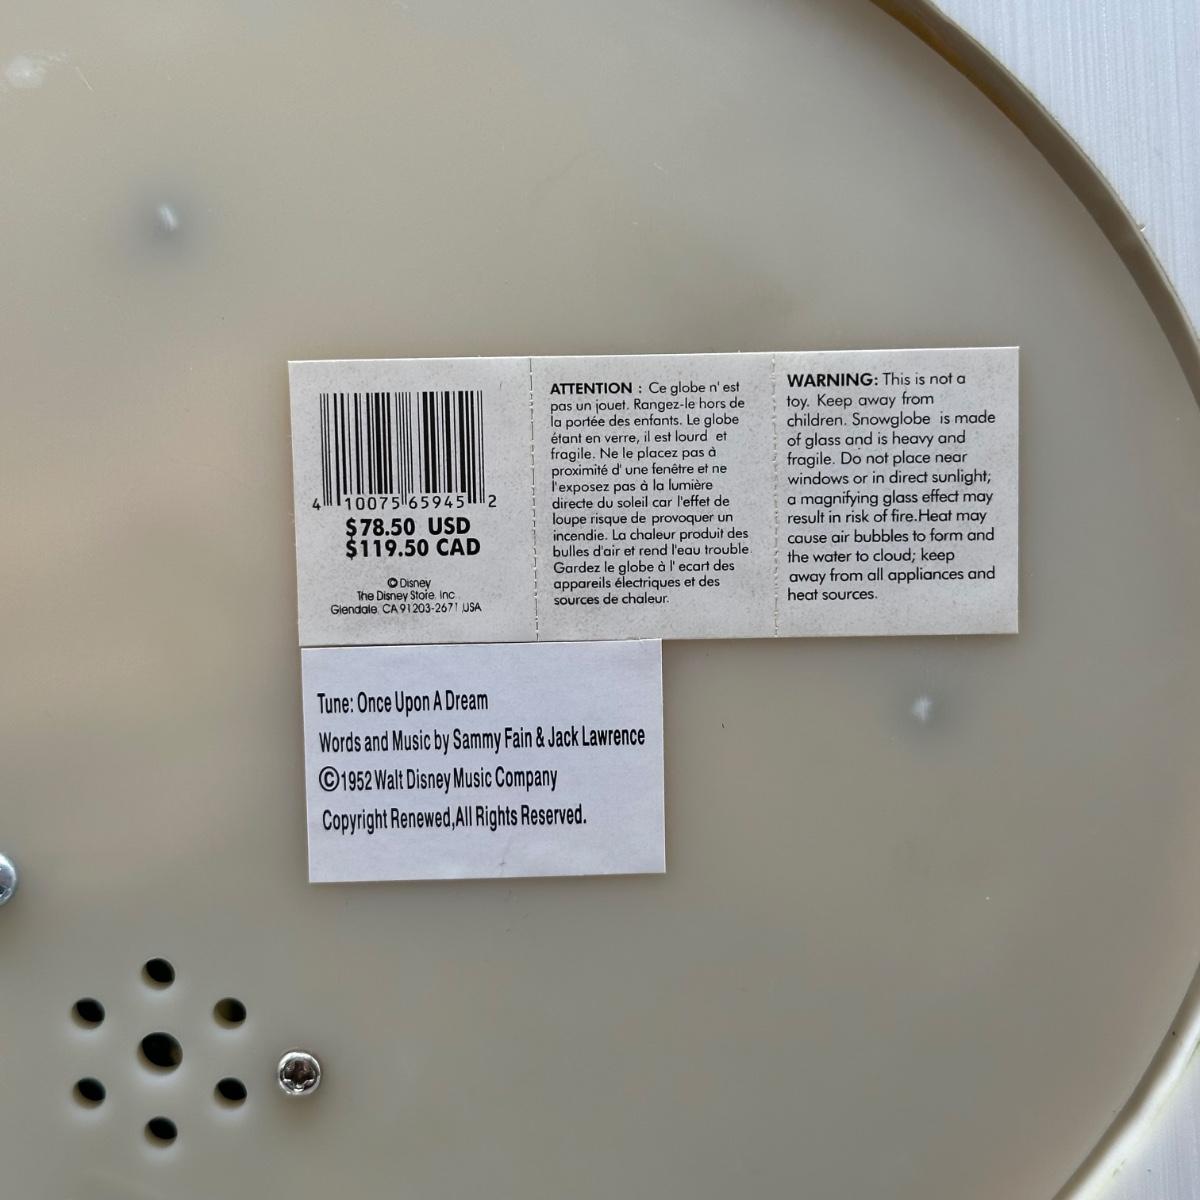 4 10075 65945 2
$78.50 USD
$119.50 CAD
© Disney
The Disney Store, Inc.
Glendale, CA 91203-2671 USA
ATTENTION : Ce globe n' est
pas un jouet. Rangez-le hors de
la portée des enfants. Le globe
étant en verre, il est lourd et
fragile. Ne le placez pas à
proximité d' une fenêtre et ne
l'exposez pas à la lumière
directe du soleil car l'effet de
loupe risque de provoquer un
incendie. La chaleur produit des
bulles d'air et rend l'eau trouble
Gardez le globe à l' ecart des
appareils électriques et des
sources de chaleur.
WARNING: This is not a
toy. Keep away from
children. Snowglobe is made
of glass and is heavy and
fragile. Do not place near
windows or in direct sunlight;
a magnifying glass effect may
result in risk of fire.Heat may
cause air bubbles to form and
the water to cloud; keep
away from all appliances and
heat sources.
Tune: Once Upon A Dream
Words and Music by Sammy Fain & Jack Lawrence
©1952 Walt Disney Music Company
Copyright Renewed,All Rights Reserved.